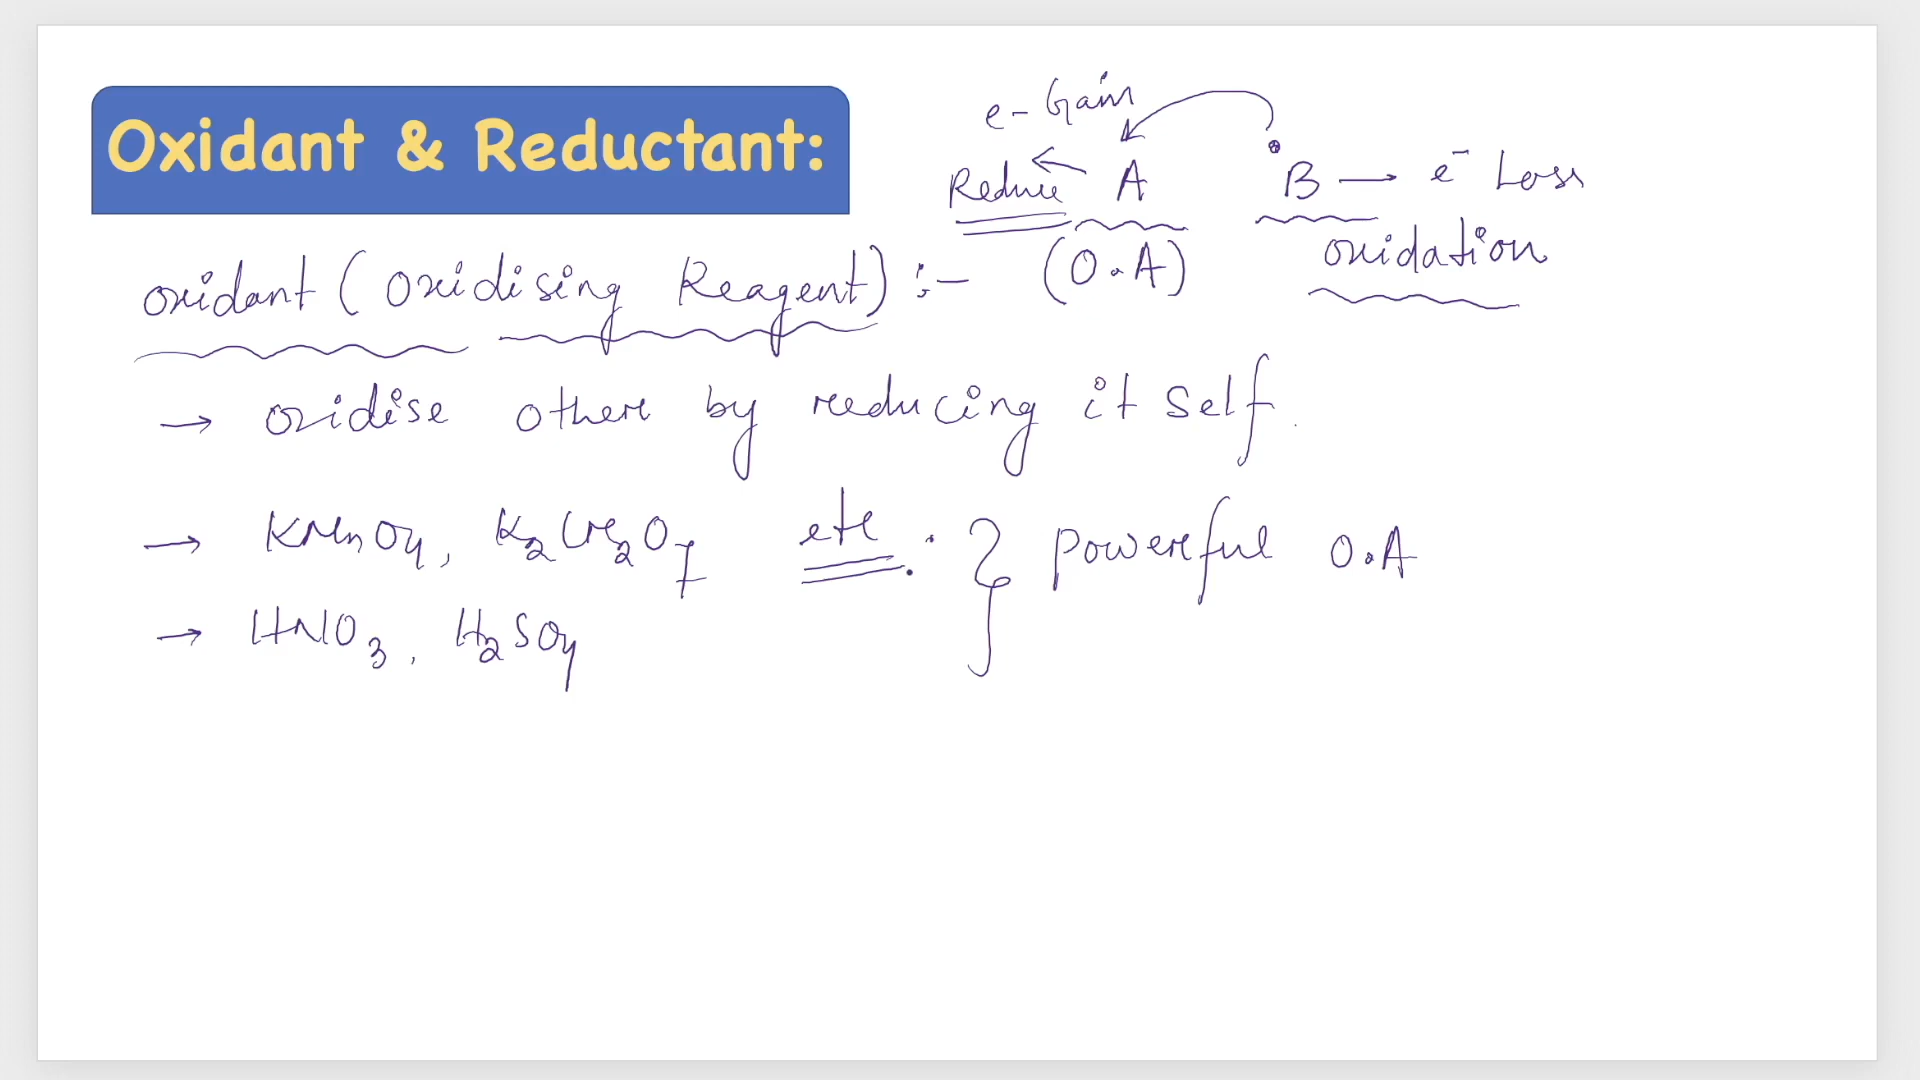 Oxidant & Reductant:
e- Gain
Reduce ← A B → e⁻ Loss
(O.A) oxidation
oxidant (Oxidising Reagent) :-
→ oxidise other by reducing it self.
→ KMnO4, K2Cr2O7 etc. } powerful O.A
→ HNO3, H2SO4